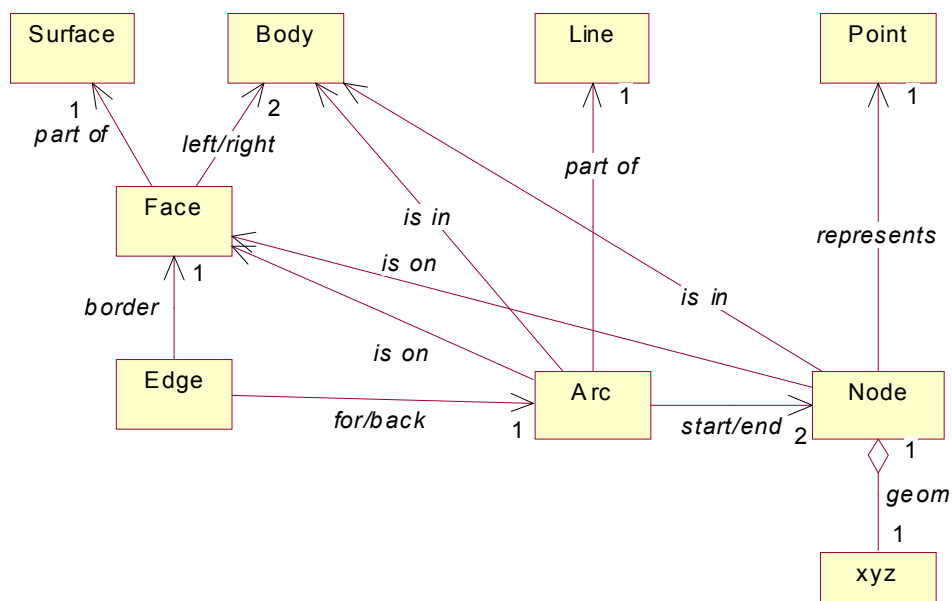 Surface
Body
Line
Point
1
2
1
1
part of
left/right
part of
Face
is in
represents
is on
1
is in
border
is on
Edge
Arc
Node
for/back
1
start/end
2
1
geom
1
xyz